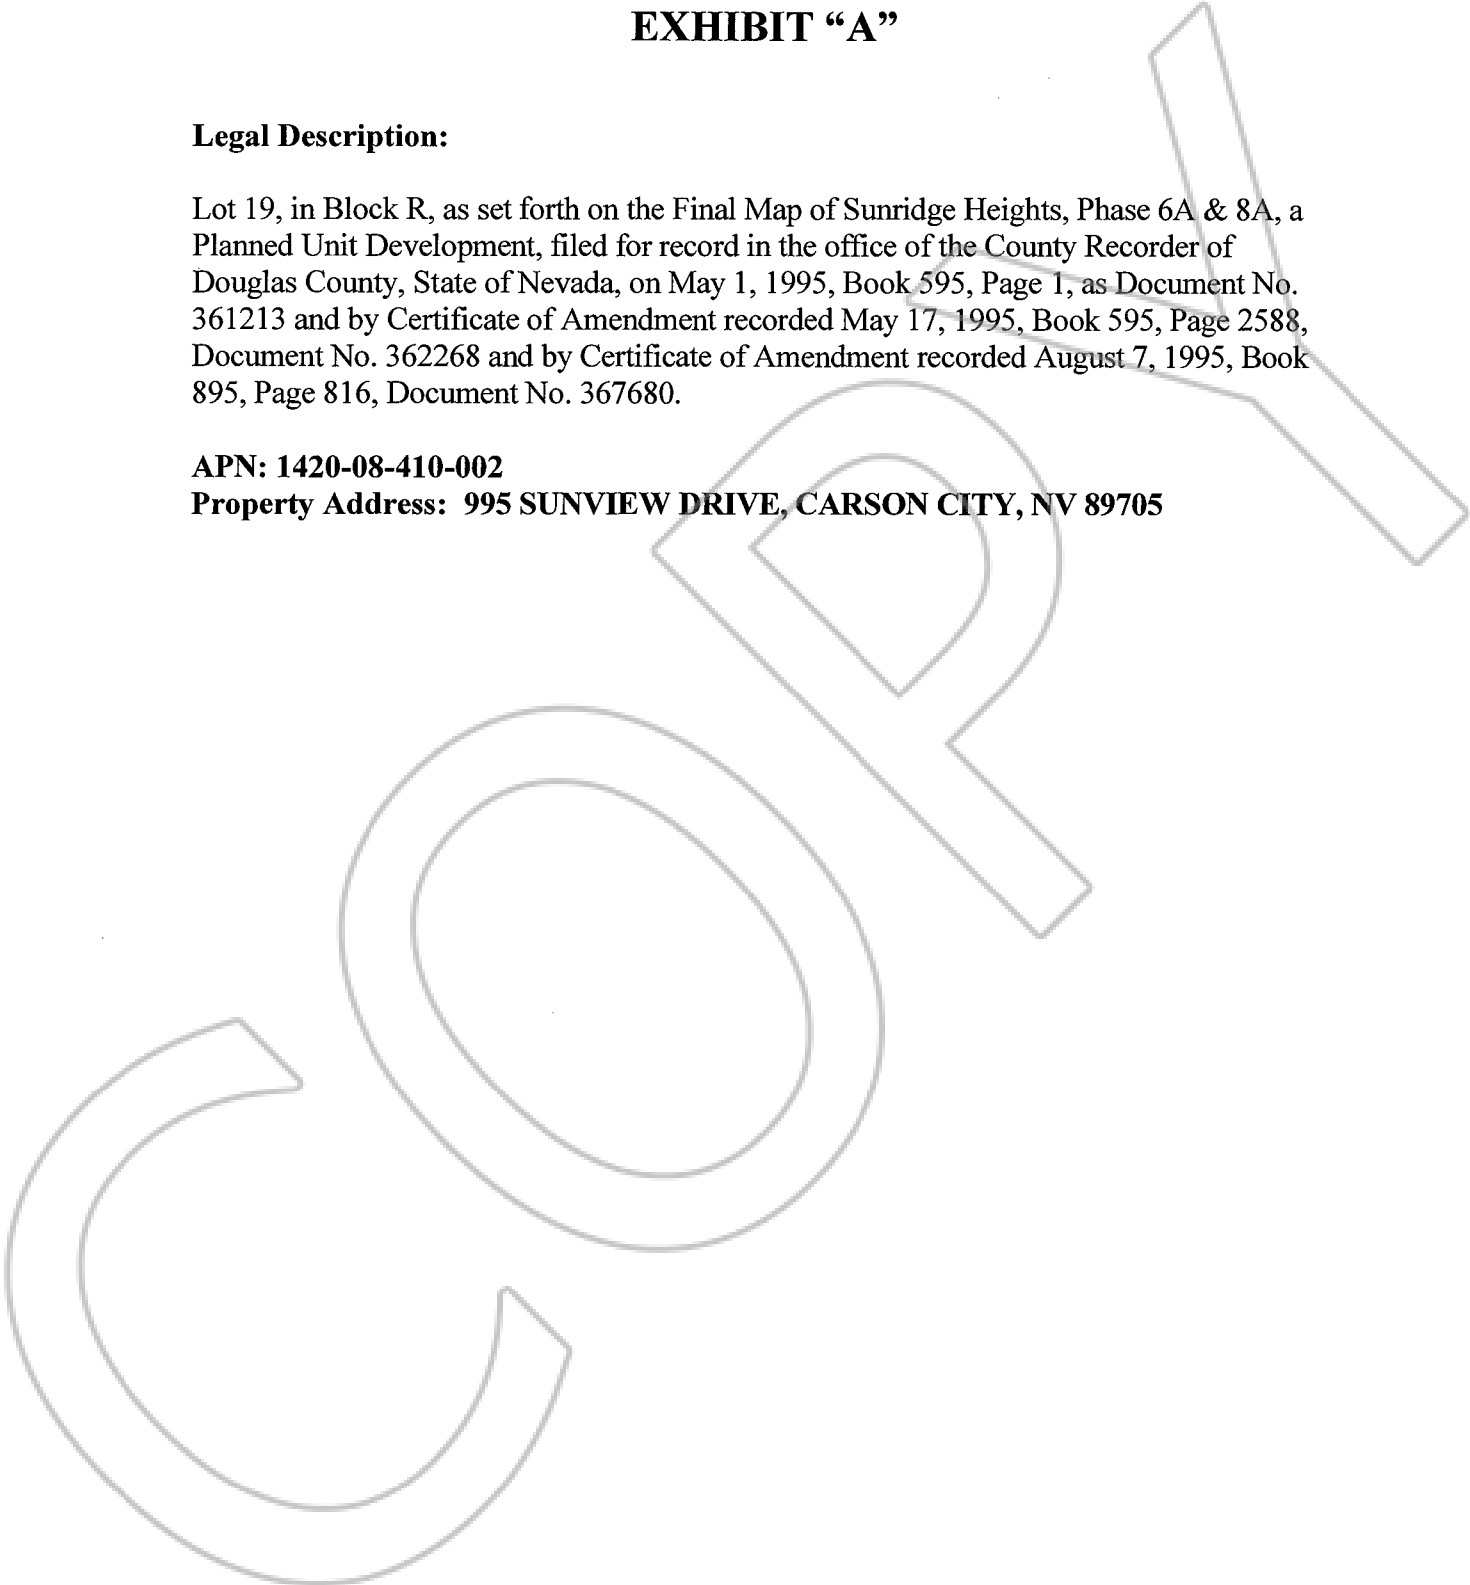 EXHIBIT “A”
Legal Description:
Lot 19, in Block R, as set forth on the Final Map of Sunridge Heights, Phase 6A & 8A, a
Planned Unit Development, filed for record in the office of the County Recorder of
Douglas County, State of Nevada, on May 1, 1995, Book 595, Page 1, as Document No.
361213 and by Certificate of Amendment recorded May 17, 1995, Book 595, Page 2588,
Document No. 362268 and by Certificate of Amendment recorded August 7, 1995, Book
895, Page 816, Document No. 367680.
APN: 1420-08-410-002
Property Address:  995 SUNVIEW DRIVE, CARSON CITY, NV 89705
COPY